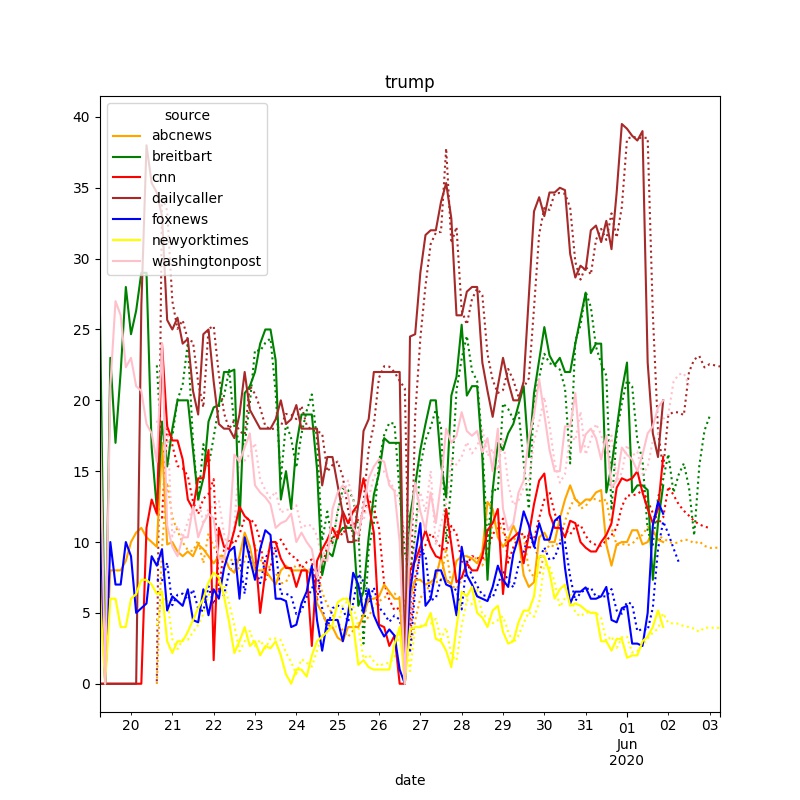 trump
source
abcnews
breitbart
cnn
dailycaller
foxnews
newyorktimes
washingtonpost
40
35
30
25
20
15
10
5
0
20 21 22 23 24 25 26 27 28 29 30 31 01 02 03
Jun
2020
date